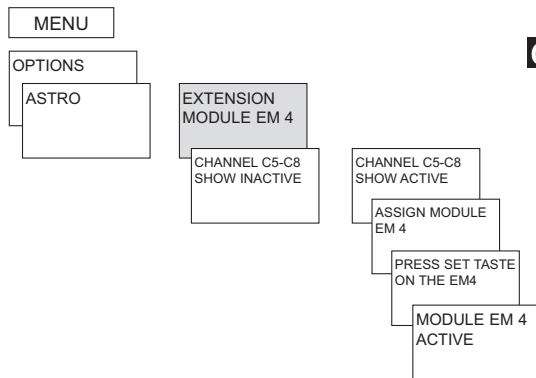 MENU
OPTIONS
ASTRO
EXTENSION
MODULE EM 4
CHANNEL C5-C8
SHOW INACTIVE
CHANNEL C5-C8
SHOW ACTIVE
ASSIGN MODULE
EM 4
PRESS SET TASTE
ON THE EM4
MODULE EM 4
ACTIVE